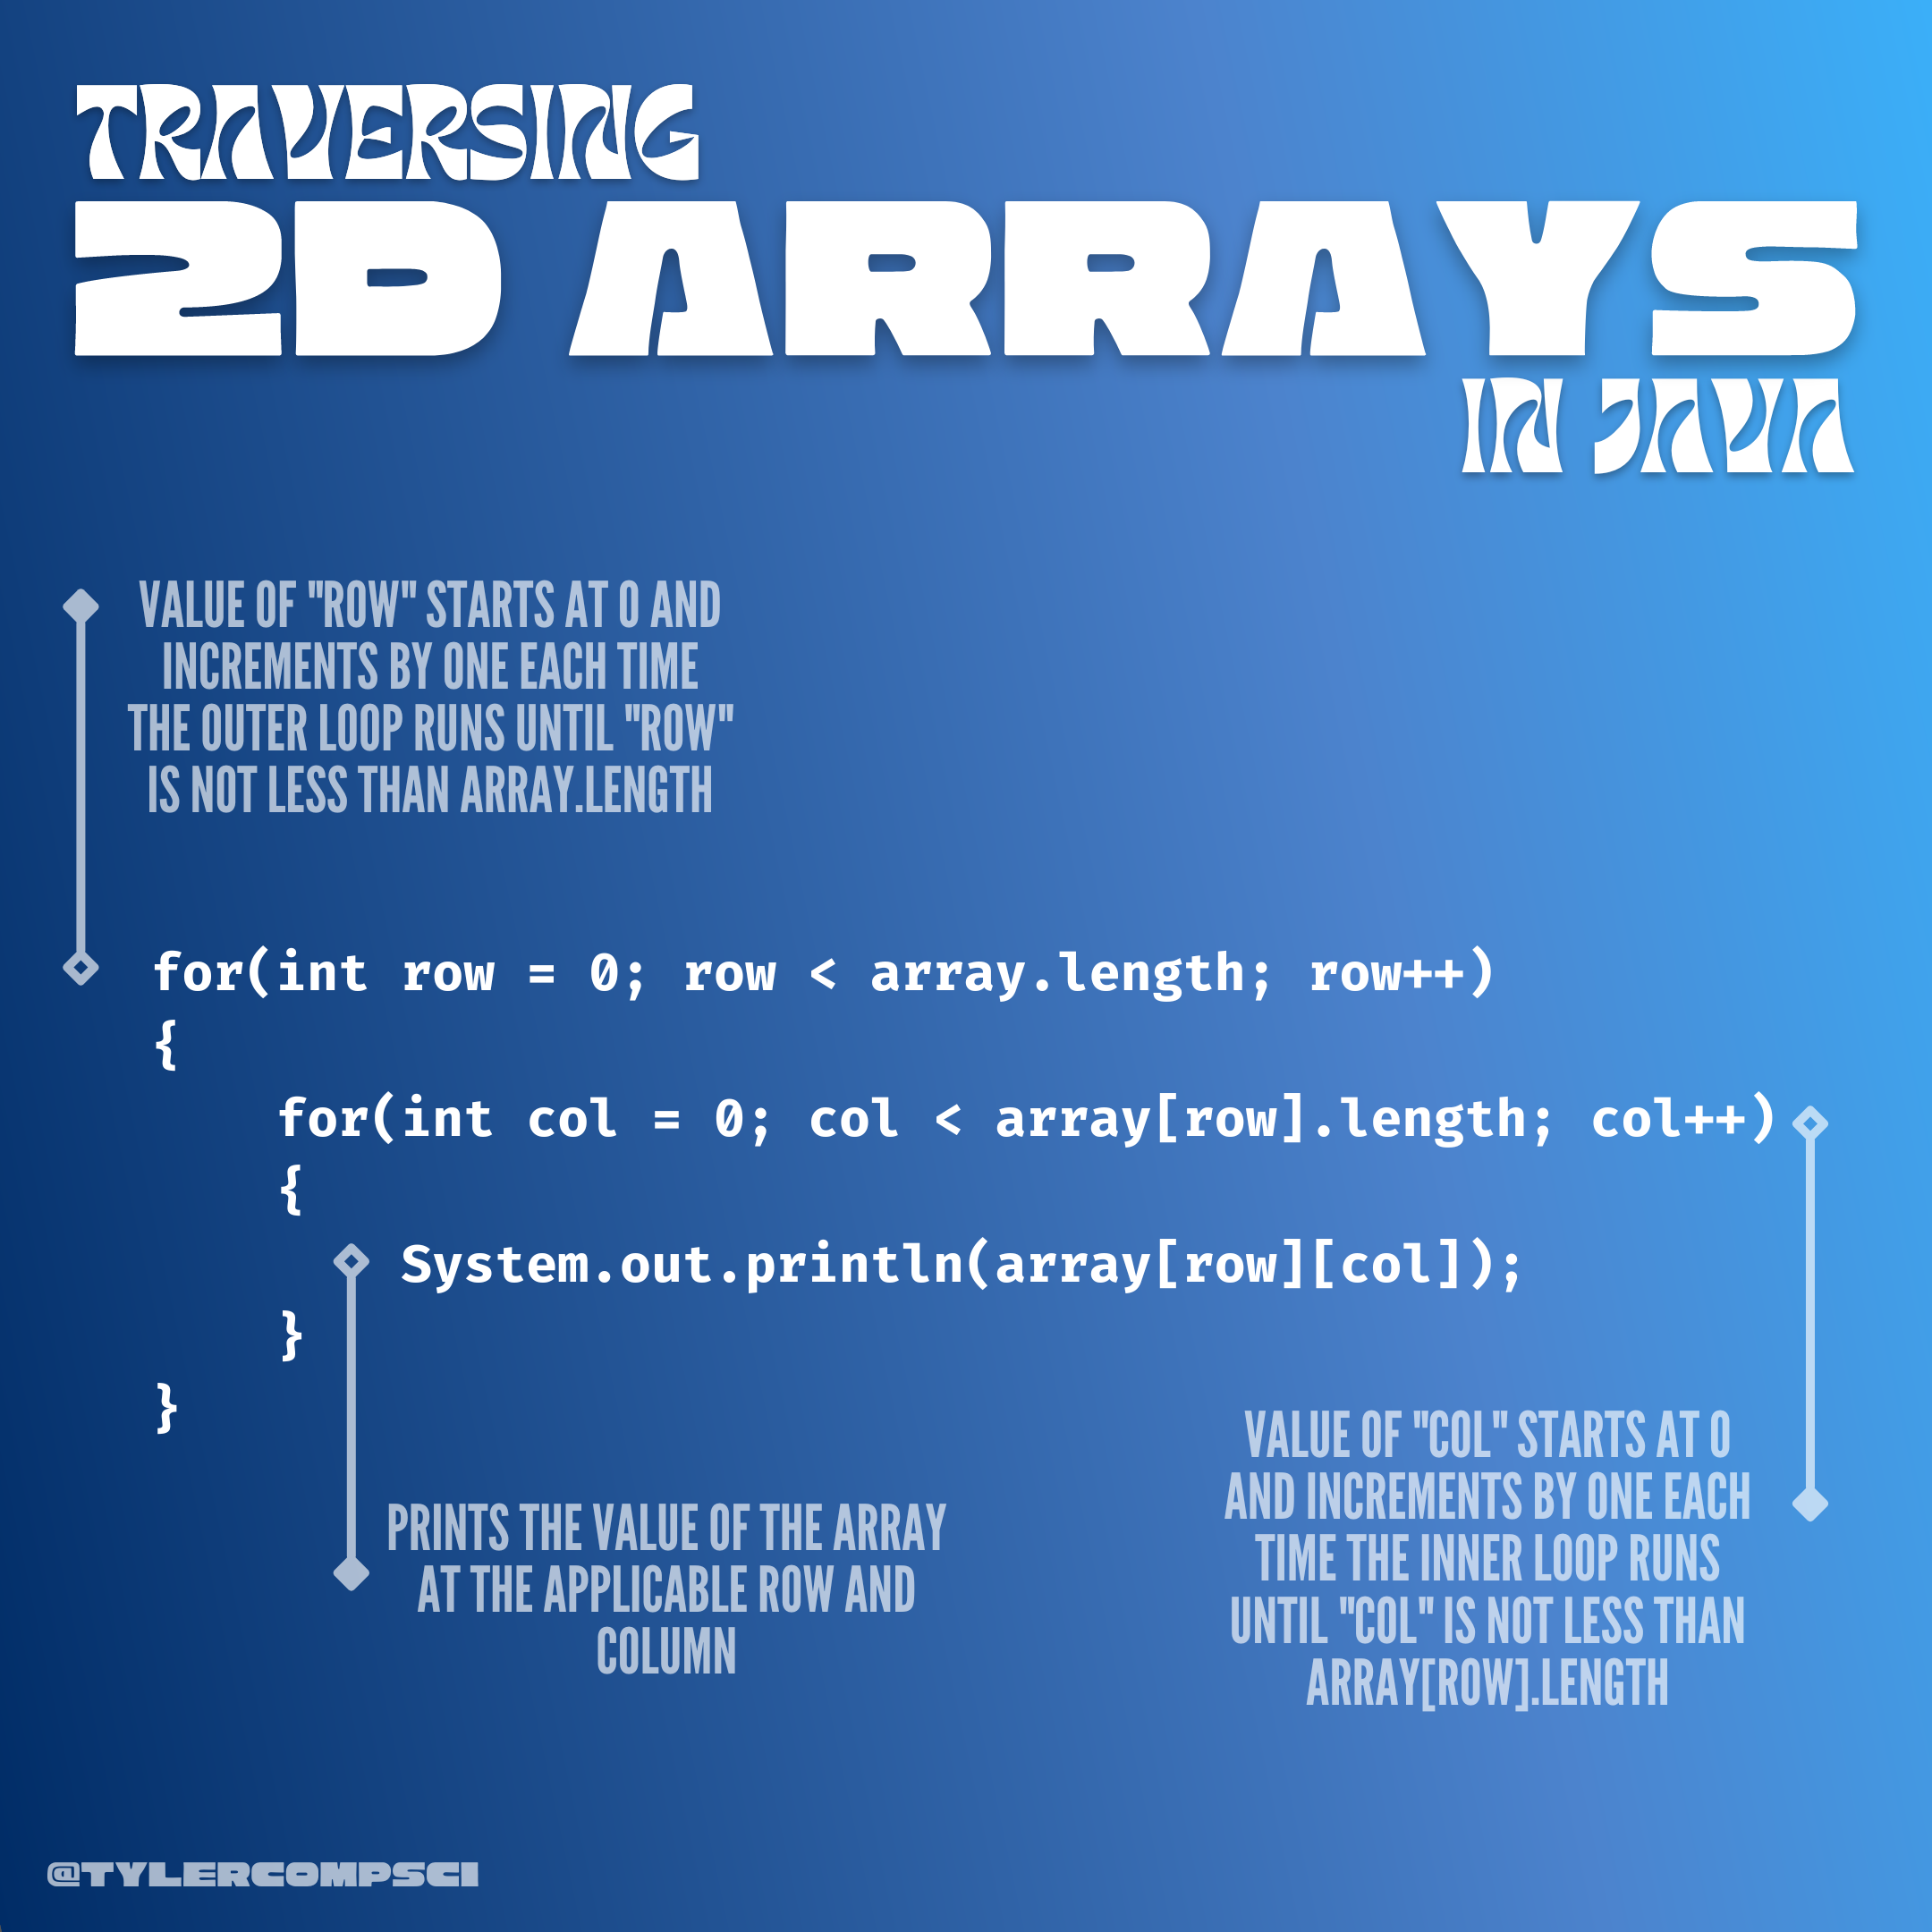 TRAVERSING
2D ARRAYS
IN JAVA
VALUE OF "ROW" STARTS AT 0 AND
INCREMENTS BY ONE EACH TIME
THE OUTER LOOP RUNS UNTIL "ROW"
IS NOT LESS THAN ARRAY.LENGTH
for(int row = 0; row < array.length; row++)
{
for(int col = 0; col < array[row].length; col++)
{
System.out.println(array[row][col]);
}
}
PRINTS THE VALUE OF THE ARRAY
AT THE APPLICABLE ROW AND
COLUMN
VALUE OF "COL" STARTS AT 0
AND INCREMENTS BY ONE EACH
TIME THE INNER LOOP RUNS
UNTIL "COL" IS NOT LESS THAN
ARRAY[ROW].LENGTH
@TYLERCOMPSCI